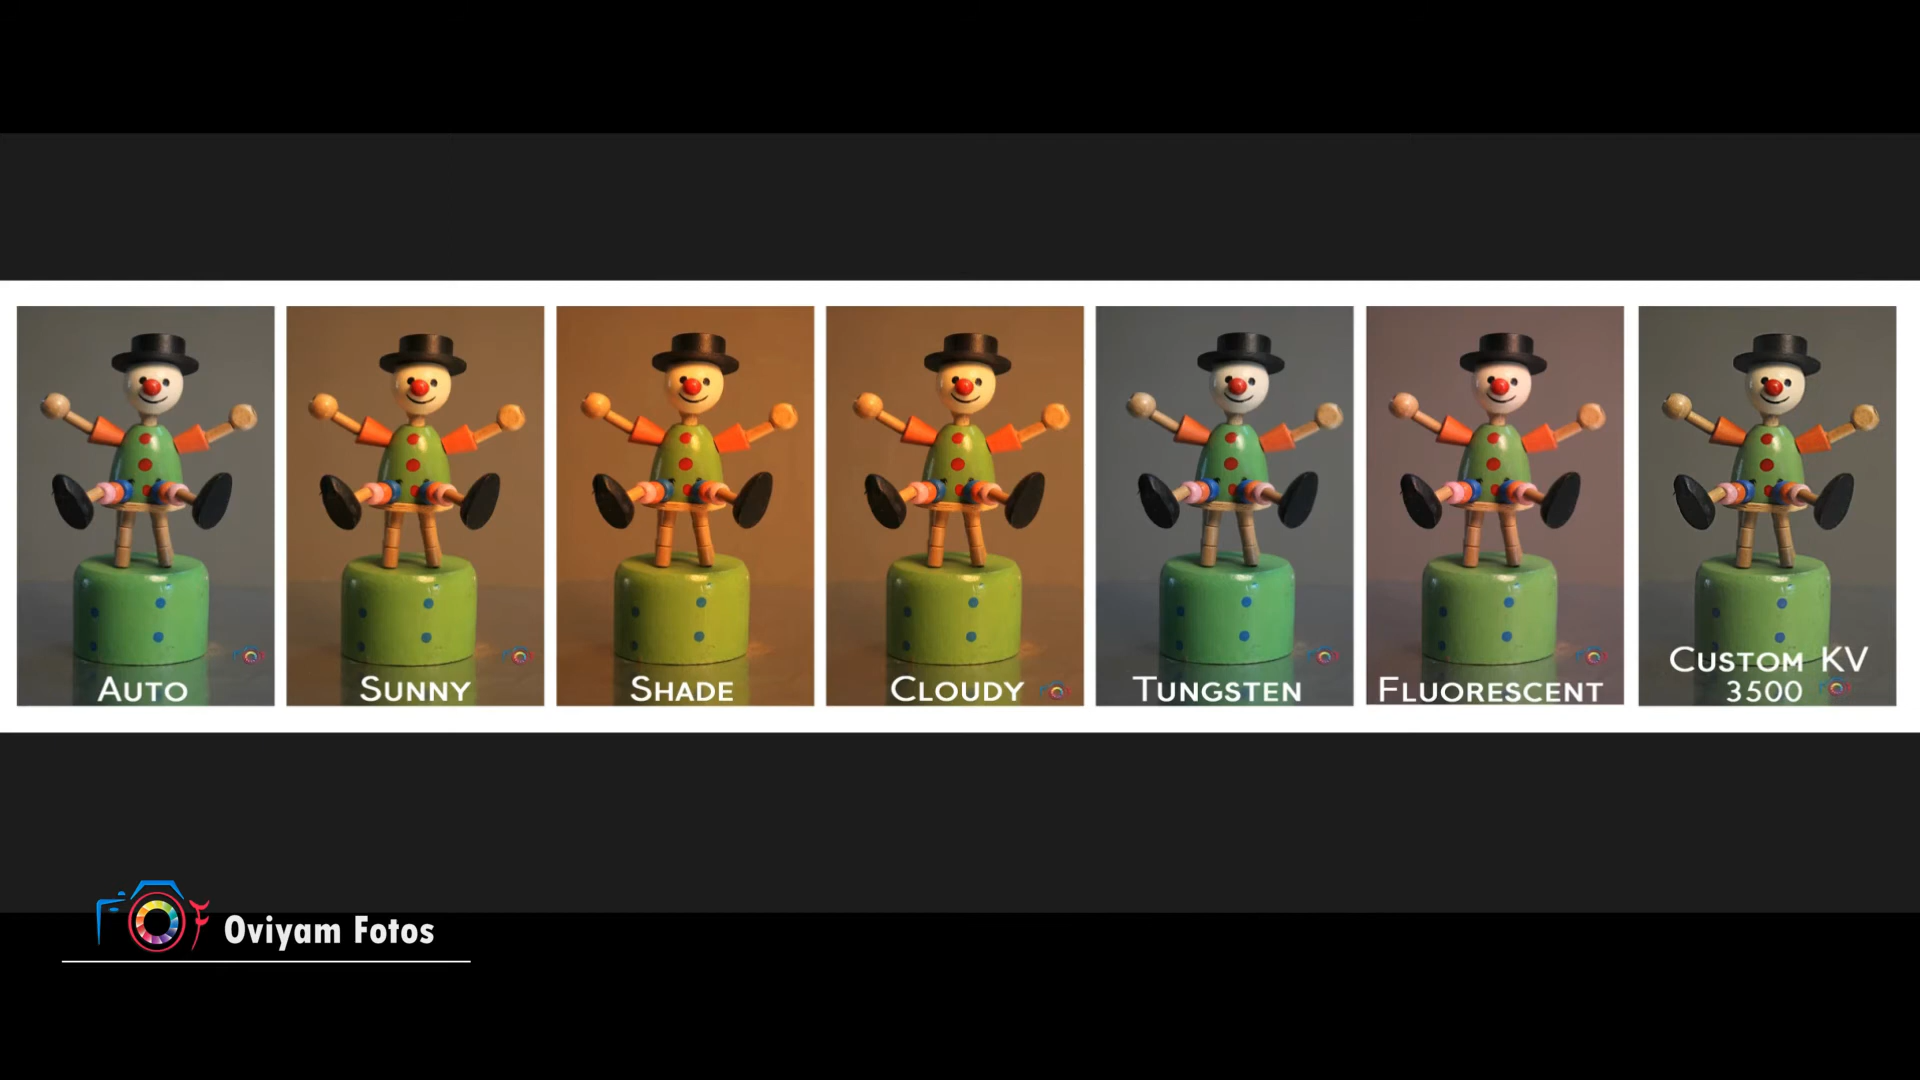 AUTO
SUNNY
SHADE
CLOUDY
TUNGSTEN
FLUORESCENT
CUSTOM KV
3500
Oviyam Fotos